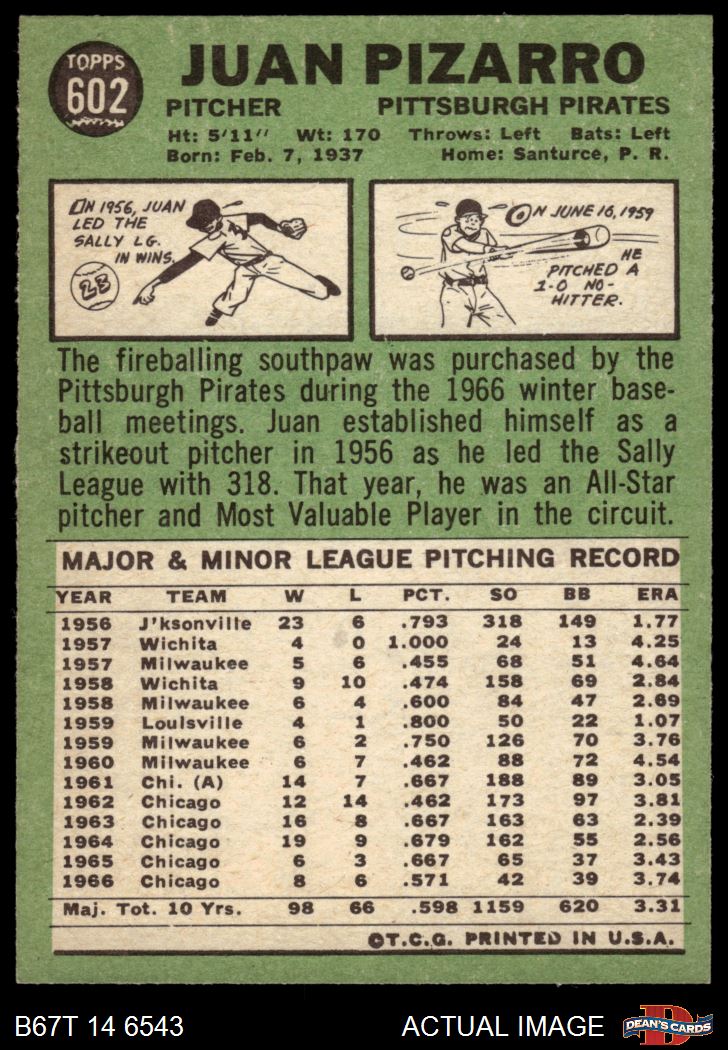 TOPPS
602
JUAN PIZARRO
PITCHER PITTSBURGH PIRATES
Ht: 5'11" Wt: 170 Throws: Left Bats: Left
Born: Feb. 7, 1937 Home: Santurce, P. R.
ON 1956, JUAN
LED THE
SALLY LG.
IN WINS.
23
ON JUNE 16, 1959
HE
PITCHED A
1-0 NO-
HITTER.
The fireballing southpaw was purchased by the
Pittsburgh Pirates during the 1966 winter base-
ball meetings. Juan established himself as a
strikeout pitcher in 1956 as he led the Sally
League with 318. That year, he was an All-Star
pitcher and Most Valuable Player in the circuit.
MAJOR & MINOR LEAGUE PITCHING RECORD
YEAR TEAM W L PCT. SO BB ERA
1956 J'ksonville 23 6 .793 318 149 1.77
1957 Wichita 4 0 1.000 24 13 4.25
1957 Milwaukee 5 6 .455 68 51 4.64
1958 Wichita 9 10 .474 158 69 2.84
1958 Milwaukee 6 4 .600 84 47 2.69
1959 Louisville 4 1 .800 50 22 1.07
1959 Milwaukee 6 2 .750 126 70 3.76
1960 Milwaukee 6 7 .462 88 72 4.54
1961 Chi. (A) 14 7 .667 188 89 3.05
1962 Chicago 12 14 .462 173 97 3.81
1963 Chicago 16 8 .667 163 63 2.39
1964 Chicago 19 9 .679 162 55 2.56
1965 Chicago 6 3 .667 65 37 3.43
1966 Chicago 8 6 .571 42 39 3.74
Maj. Tot. 10 Yrs. 98 66 .598 1159 620 3.31
©T.C.G. PRINTED IN U.S.A.
B67T 14 6543 ACTUAL IMAGE
D
DEAN'S CARDS